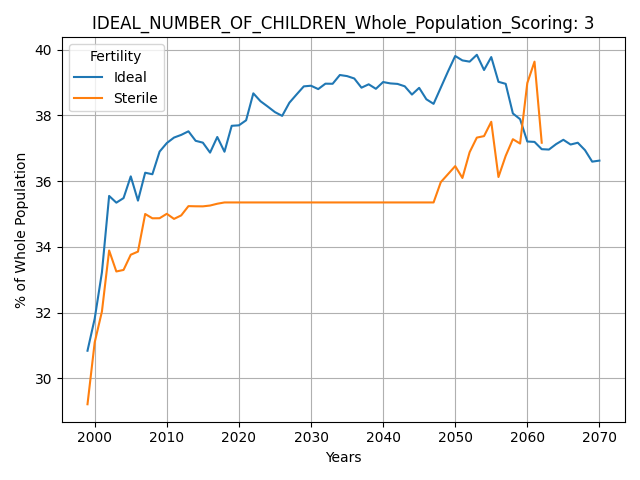 IDEAL_NUMBER_OF_CHILDREN_Whole_Population_Scoring: 3
Fertility
Ideal
Sterile
% of Whole Population
40
38
36
34
32
30
2000 2010 2020 2030 2040 2050 2060 2070
Years